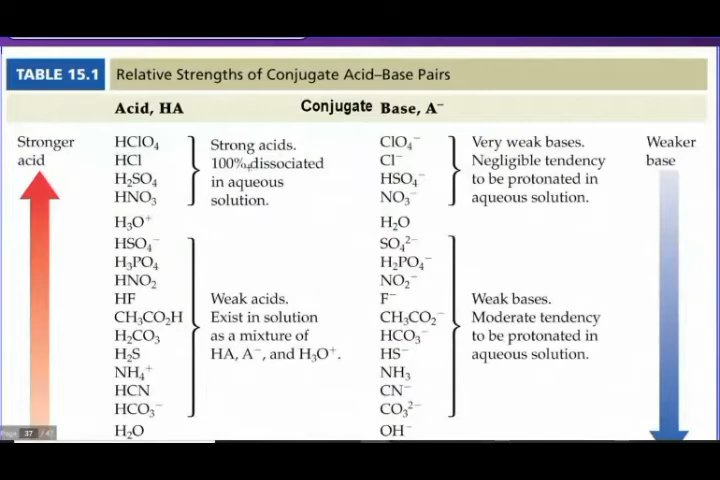 TABLE 15.1 Relative Strengths of Conjugate Acid–Base Pairs
Acid, HA Conjugate Base, A⁻
Stronger acid
HClO₄
HCl
H₂SO₄
HNO₃
Strong acids.
100% dissociated
in aqueous
solution.
ClO₄⁻
Cl⁻
HSO₄⁻
NO₃⁻
Very weak bases.
Negligible tendency
to be protonated in
aqueous solution.
Weaker
base
H₃O⁺
H₂O
HSO₄⁻
H₃PO₄
HNO₂
HF
CH₃CO₂H
H₂CO₃
H₂S
NH₄⁺
HCN
HCO₃⁻
Weak acids.
Exist in solution
as a mixture of
HA, A⁻, and H₃O⁺.
SO₄²⁻
H₂PO₄⁻
NO₂⁻
F⁻
CH₃CO₂⁻
HCO₃⁻
HS⁻
NH₃
CN⁻
CO₃²⁻
Weak bases.
Moderate tendency
to be protonated in
aqueous solution.
H₂O
OH⁻
Page 37 / 47